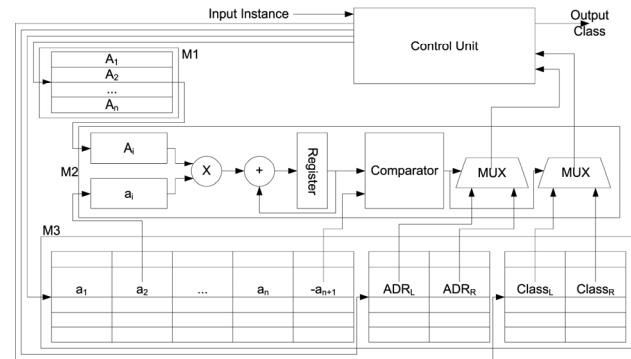 Input Instance
Control Unit
Output
Class
M1
A1
A2
...
An
M2
Ai
ai
X
+
Register
Comparator
MUX
MUX
M3
a1
a2
...
an
-an+1
ADRL
ADRR
ClassL
ClassR